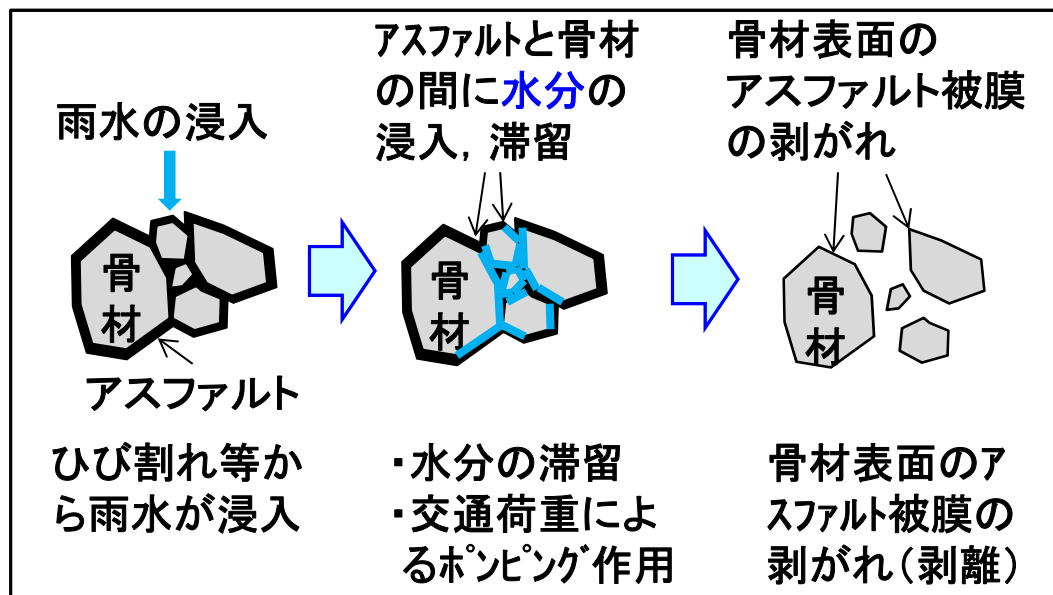 雨水の浸入
骨材
アスファルト
ひび割れ等か
ら雨水が浸入
アスファルトと骨材
の間に水分の
浸入，滞留
骨材
・水分の滞留
・交通荷重によ
るポンピング作用
骨材表面の
アスファルト被膜
の剥がれ
骨材
骨材表面のア
スファルト被膜の
剥がれ（剥離）